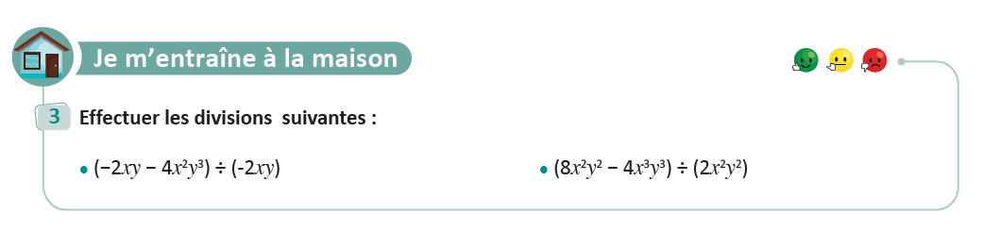 Je m’entraîne à la maison
3 Effectuer les divisions suivantes :
• (−2xy − 4x²y³) ÷ (-2xy) • (8x²y² − 4x³y³) ÷ (2x²y²)